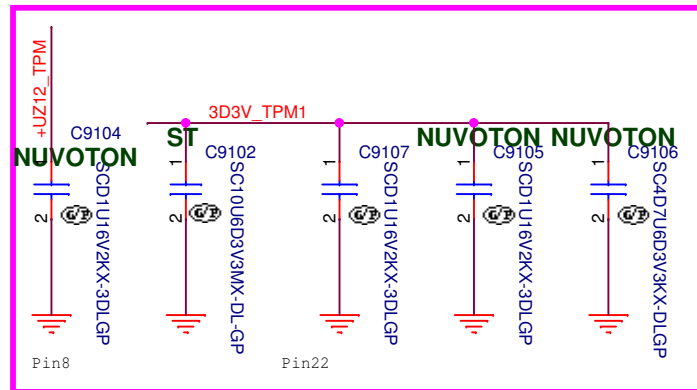 +UZ12_TPM
3D3V_TPM1
C9104
NUVOTON
1
2
G/P
SCD1U16V2KX-3DLGP
ST
C9102
1
2
G/P
SC10U6D3V3MX-DL-GP
C9107
1
2
G/P
SCD1U16V2KX-3DLGP
NUVOTON
C9105
1
2
G/P
SCD1U16V2KX-3DLGP
NUVOTON
C9106
1
2
G/P
SC4D7U6D3V3KX-DLGP
Pin8
Pin22